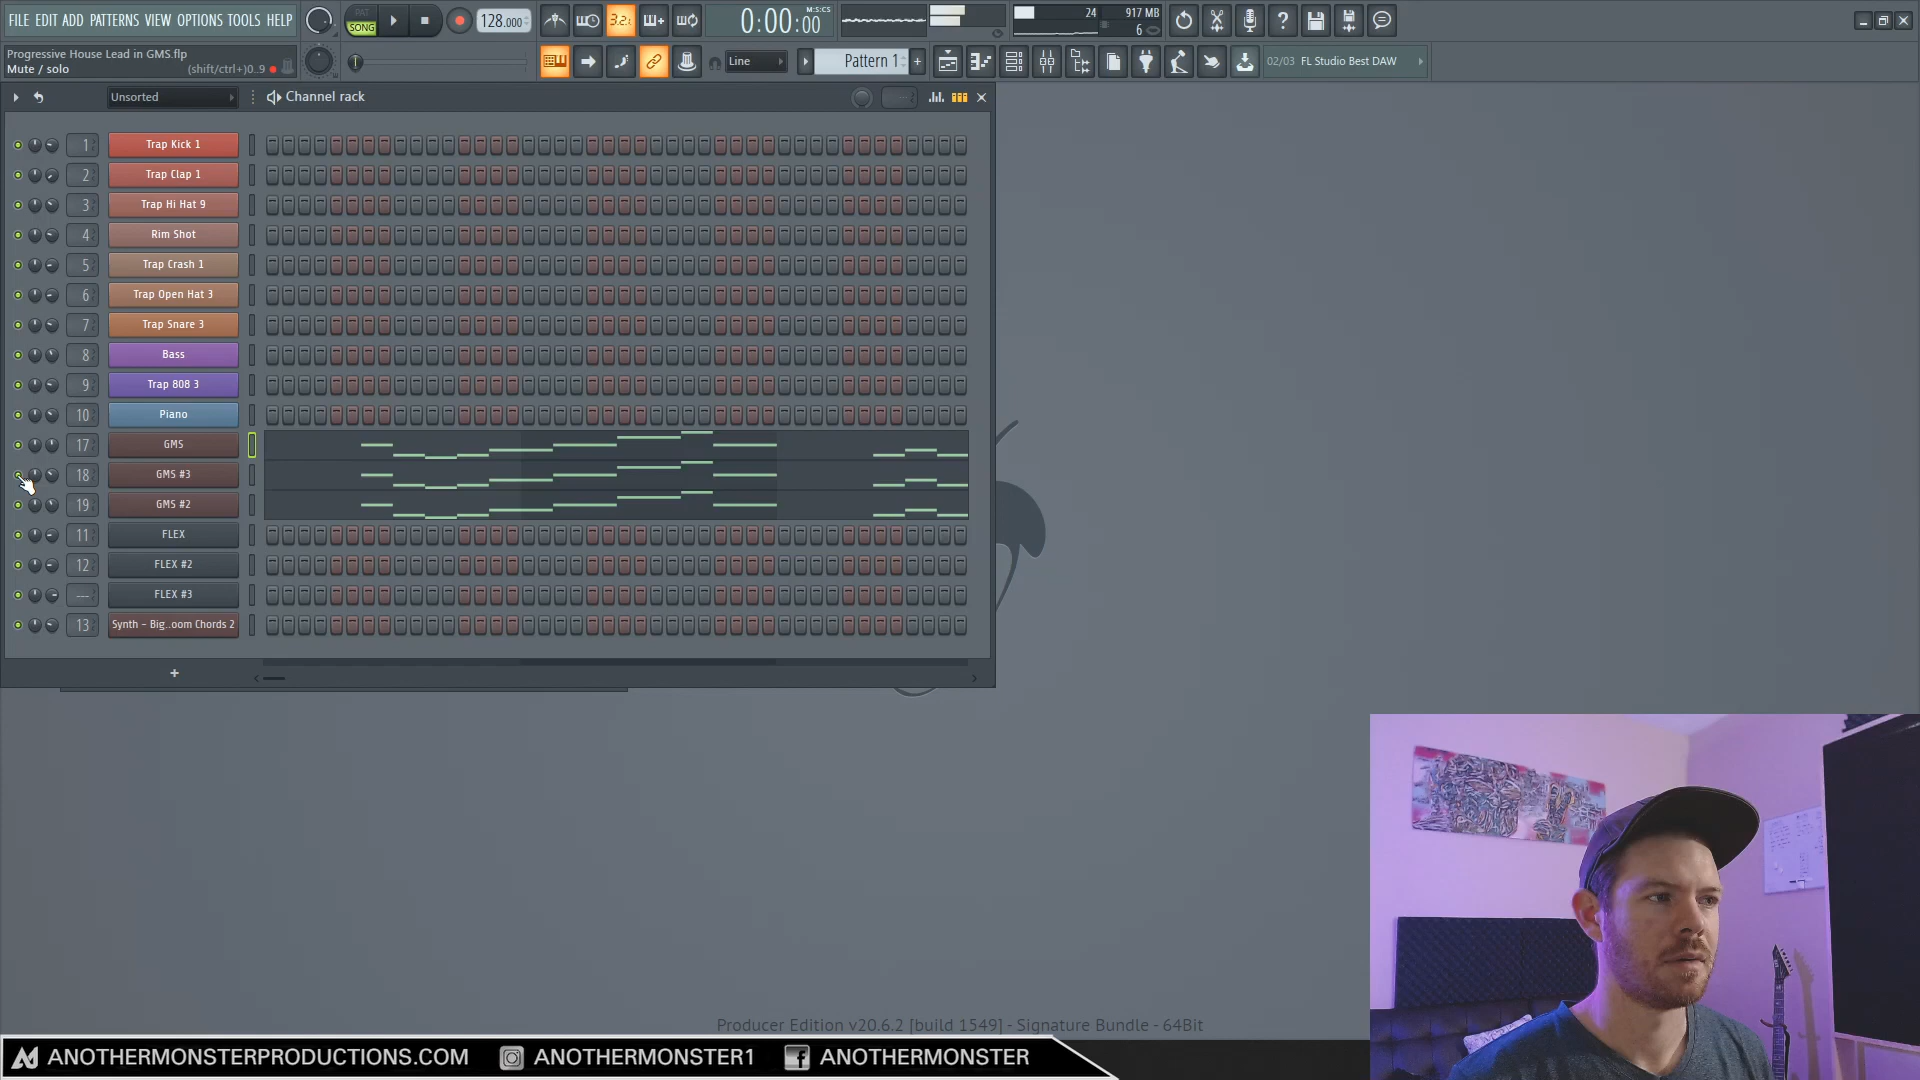 FILE EDIT ADD PATTERNS VIEW OPTIONS TOOLS HELP
PAT
SONG
128.000
3.2.
0:00:00
M:S:CS
24
917 MB
6
Progressive House Lead in GMS.flp
Mute / solo
(shift/ctrl+)0..9
Line
Pattern 1
+
02/03 FL Studio Best DAW
Unsorted
Channel rack
1 Trap Kick 1
2 Trap Clap 1
3 Trap Hi Hat 9
4 Rim Shot
5 Trap Crash 1
6 Trap Open Hat 3
7 Trap Snare 3
8 Bass
9 Trap 808 3
10 Piano
17 GMS
18 GMS #3
19 GMS #2
11 FLEX
12 FLEX #2
--- FLEX #3
13 Synth - Big..oom Chords 2
+
Producer Edition v20.6.2 [build 1549] - Signature Bundle - 64Bit
ANOTHERMONSTERPRODUCTIONS.COM ANOTHERMONSTER1 ANOTHERMONSTER